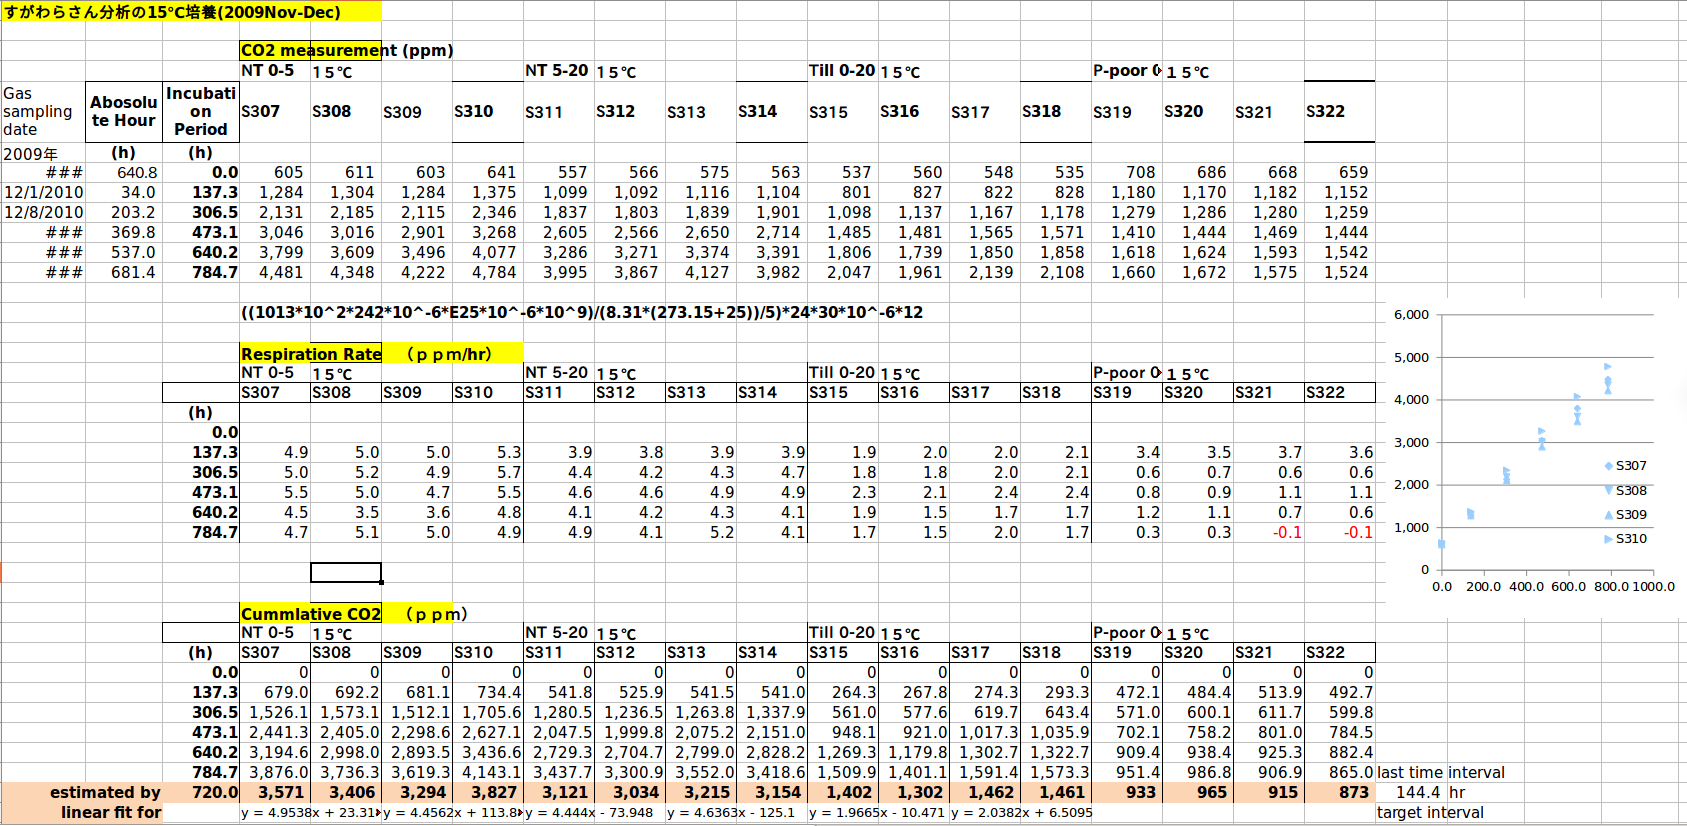 すがわらさん分析の15℃培養(2009Nov-Dec)
CO2 measurement (ppm)
NT 0-5 15℃ NT 5-20 15℃ Till 0-20 15℃ P-poor 15℃
Gas sampling date Abosolute Hour Incubation Period S307 S308 S309 S310 S311 S312 S313 S314 S315 S316 S317 S318 S319 S320 S321 S322
2009年 (h) (h)
### 640.8 0.0 605 611 603 641 557 566 575 563 537 560 548 535 708 686 668 659
12/1/2010 34.0 137.3 1,284 1,304 1,284 1,375 1,099 1,092 1,116 1,104 801 827 822 828 1,180 1,170 1,182 1,152
12/8/2010 203.2 306.5 2,131 2,185 2,115 2,346 1,837 1,803 1,839 1,901 1,098 1,137 1,167 1,178 1,279 1,286 1,280 1,259
### 369.8 473.1 3,046 3,016 2,901 3,268 2,605 2,566 2,650 2,714 1,485 1,481 1,565 1,571 1,410 1,444 1,469 1,444
### 537.0 640.2 3,799 3,609 3,496 4,077 3,286 3,271 3,374 3,391 1,806 1,739 1,850 1,858 1,618 1,624 1,593 1,542
### 681.4 784.7 4,481 4,348 4,222 4,784 3,995 3,867 4,127 3,982 2,047 1,961 2,139 2,108 1,660 1,672 1,575 1,524
((1013*10^2*242*10^-6*E25*10^-6*10^9)/(8.31*(273.15+25))/5)*24*30*10^-6*12
Respiration Rate （ｐｐm/hr）
NT 0-5 15℃ NT 5-20 15℃ Till 0-20 15℃ P-poor 15℃
S307 S308 S309 S310 S311 S312 S313 S314 S315 S316 S317 S318 S319 S320 S321 S322
(h)
0.0
137.3 4.9 5.0 5.0 5.3 3.9 3.8 3.9 3.9 1.9 2.0 2.0 2.1 3.4 3.5 3.7 3.6
306.5 5.0 5.2 4.9 5.7 4.4 4.2 4.3 4.7 1.8 1.8 2.0 2.1 0.6 0.7 0.6 0.6
473.1 5.5 5.0 4.7 5.5 4.6 4.6 4.9 4.9 2.3 2.1 2.4 2.4 0.8 0.9 1.1 1.1
640.2 4.5 3.5 3.6 4.8 4.1 4.2 4.3 4.1 1.9 1.5 1.7 1.7 1.2 1.1 0.7 0.6
784.7 4.7 5.1 5.0 4.9 4.9 4.1 5.2 4.1 1.7 1.5 2.0 1.7 0.3 0.3 -0.1 -0.1
Cummlative CO2 （ｐｐm）
NT 0-5 15℃ NT 5-20 15℃ Till 0-20 15℃ P-poor 15℃
(h) S307 S308 S309 S310 S311 S312 S313 S314 S315 S316 S317 S318 S319 S320 S321 S322
0.0 0 0 0 0 0 0 0 0 0 0 0 0 0 0 0 0
137.3 679.0 692.2 681.1 734.4 541.8 525.9 541.5 541.0 264.3 267.8 274.3 293.3 472.1 484.4 513.9 492.7
306.5 1,526.1 1,573.1 1,512.1 1,705.6 1,280.5 1,236.5 1,263.8 1,337.9 561.0 577.6 619.7 643.4 571.0 600.1 611.7 599.8
473.1 2,441.3 2,405.0 2,298.6 2,627.1 2,047.5 1,999.8 2,075.2 2,151.0 948.1 921.0 1,017.3 1,035.9 702.1 758.2 801.0 784.5
640.2 3,194.6 2,998.0 2,893.5 3,436.6 2,729.3 2,704.7 2,799.0 2,828.2 1,269.3 1,179.8 1,302.7 1,322.7 909.4 938.4 925.3 882.4
784.7 3,876.0 3,736.3 3,619.3 4,143.1 3,437.7 3,300.9 3,552.0 3,418.6 1,509.9 1,401.1 1,591.4 1,573.3 951.4 986.8 906.9 865.0 last time interval
estimated by 720.0 3,571 3,406 3,294 3,827 3,121 3,034 3,215 3,154 1,402 1,302 1,462 1,461 933 965 915 873 144.4 hr
linear fit for y = 4.9538x + 23.31 y = 4.4562x + 113.8 y = 4.444x - 73.948 y = 4.6363x - 125.1 y = 1.9665x - 10.471 y = 2.0382x + 6.5095 target interval
6,000
5,000
4,000
3,000
2,000
1,000
0
0.0 200.0 400.0 600.0 800.0 1000.0
S307
S308
S309
S310